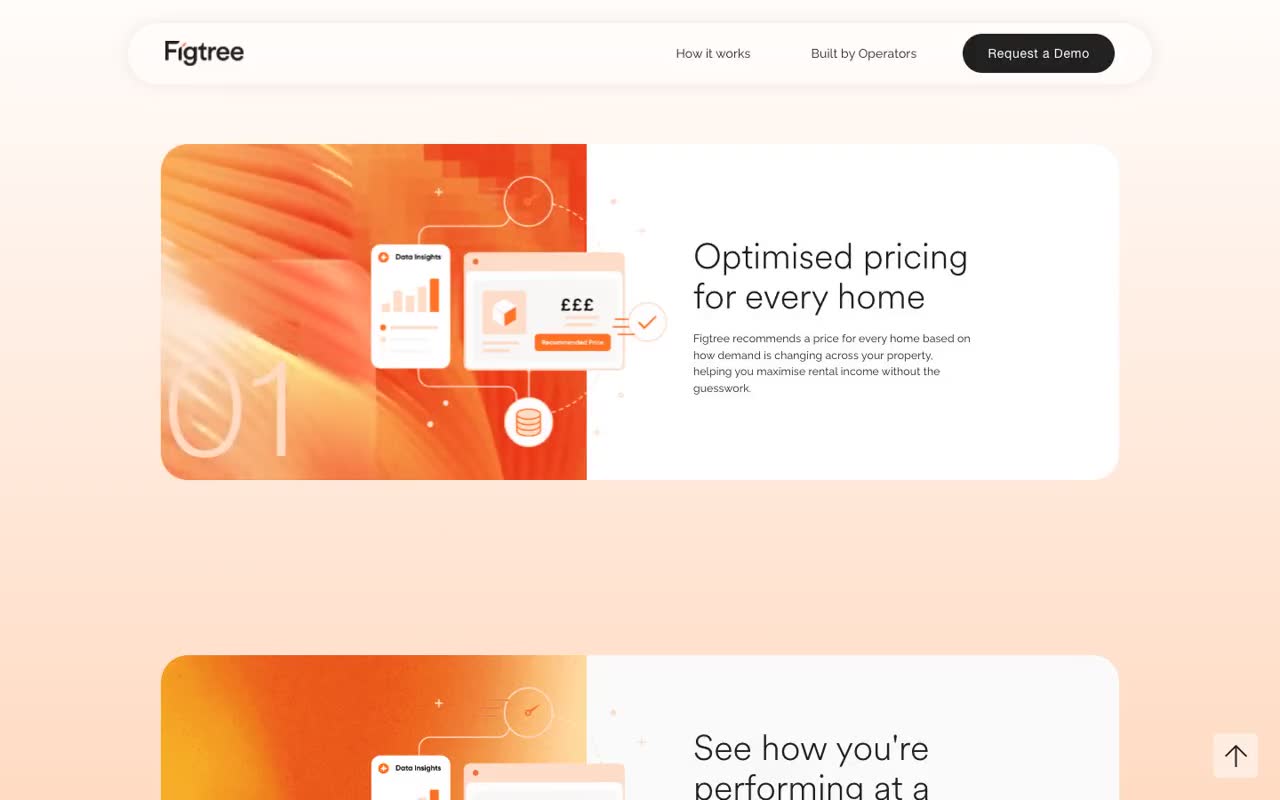 Figtree
How it works
Built by Operators
Request a Demo
01
Data Insights
£££
Recommended Price
Optimised pricing
for every home
Figtree recommends a price for every home based on
how demand is changing across your property,
helping you maximise rental income without the
guesswork.
Data Insights
See how you're
performing at a